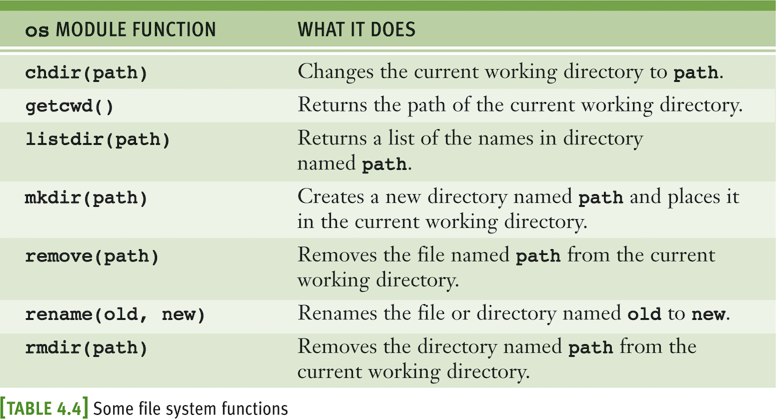 os MODULE FUNCTION WHAT IT DOES
chdir(path) Changes the current working directory to path.
getcwd() Returns the path of the current working directory.
listdir(path) Returns a list of the names in directory
named path.
mkdir(path) Creates a new directory named path and places it
in the current working directory.
remove(path) Removes the file named path from the current
working directory.
rename(old, new) Renames the file or directory named old to new.
rmdir(path) Removes the directory named path from the
current working directory.
[TABLE 4.4] Some file system functions